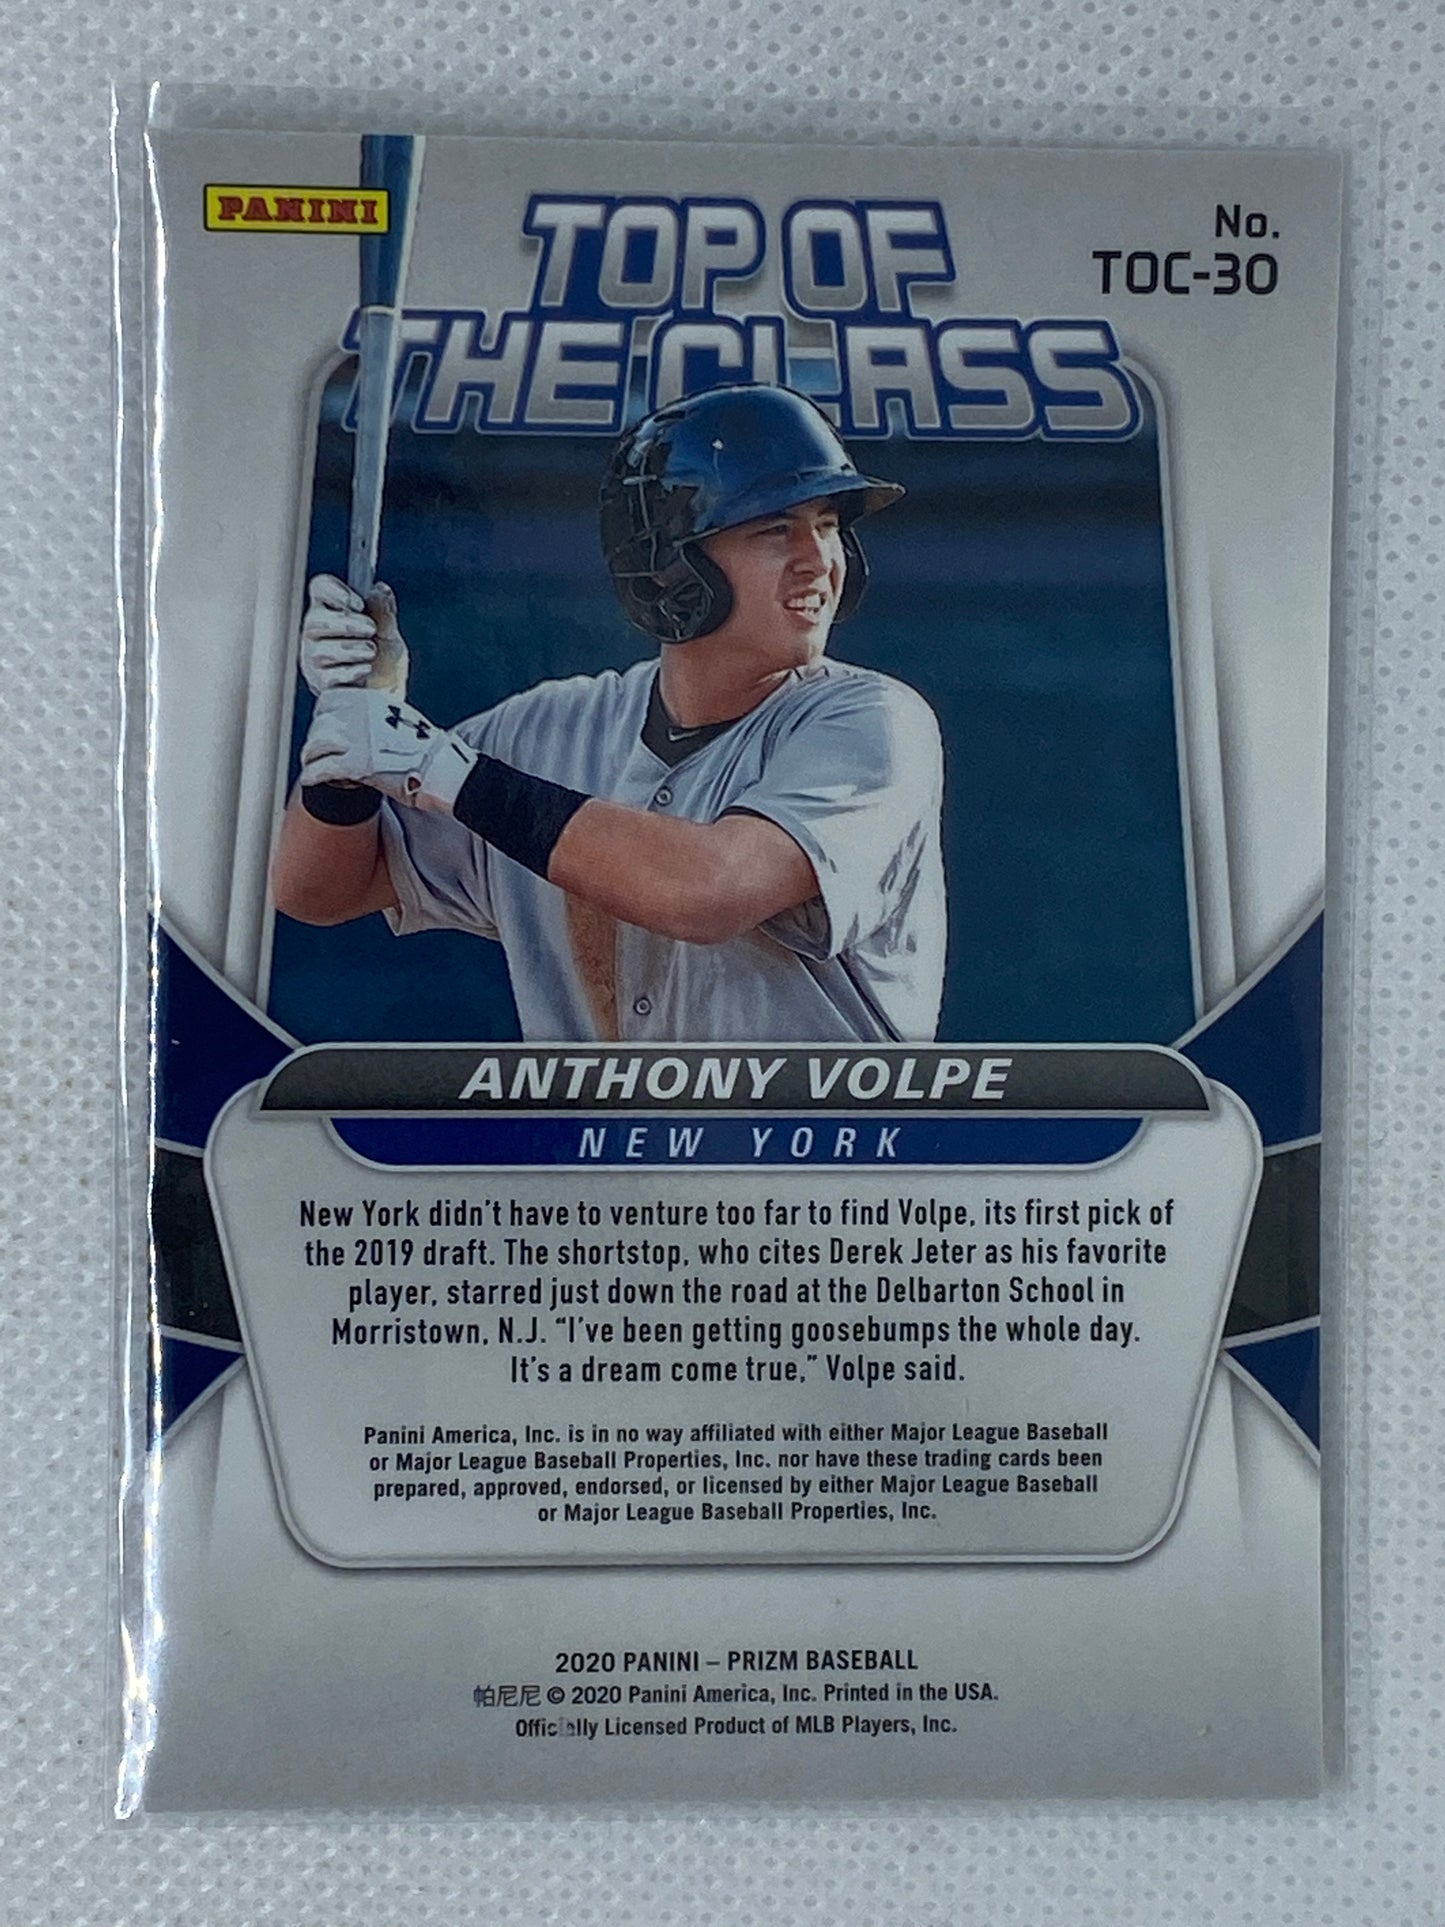 PANINI
TOP OF
THE CLASS
No.
TOC-30
ANTHONY VOLPE
NEW YORK
New York didn't have to venture too far to find Volpe, its first pick of
the 2019 draft. The shortstop, who cites Derek Jeter as his favorite
player, starred just down the road at the Delbarton School in
Morristown, N.J. "I've been getting goosebumps the whole day.
It's a dream come true," Volpe said.
Panini America, Inc. is in no way affiliated with either Major League Baseball
or Major League Baseball Properties, Inc. nor have these trading cards been
prepared, approved, endorsed, or licensed by either Major League Baseball
or Major League Baseball Properties, Inc.
2020 PANINI – PRIZM BASEBALL
帕尼尼 © 2020 Panini America, Inc. Printed in the USA.
Officially Licensed Product of MLB Players, Inc.